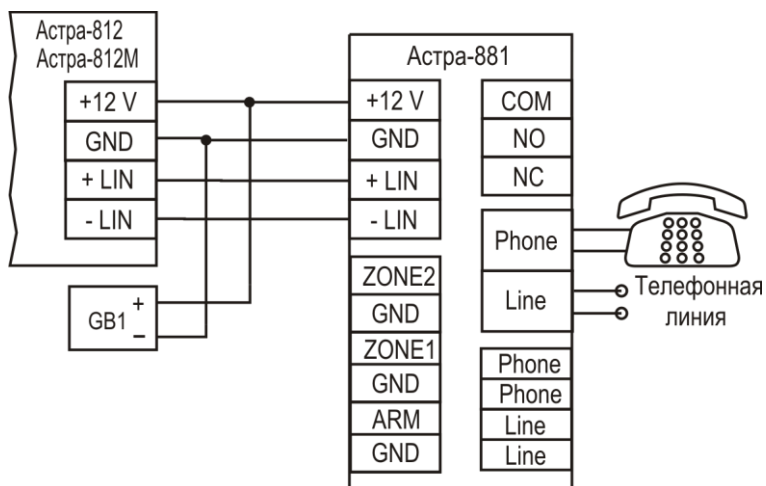 Астра-812
Астра-812М
+12 V
GND
+ LIN
- LIN
GB1
+
−
Астра-881
+12 V
GND
+ LIN
- LIN
ZONE2
GND
ZONE1
GND
ARM
GND
COM
NO
NC
Phone
Line
Phone
Phone
Line
Line
Телефонная
линия